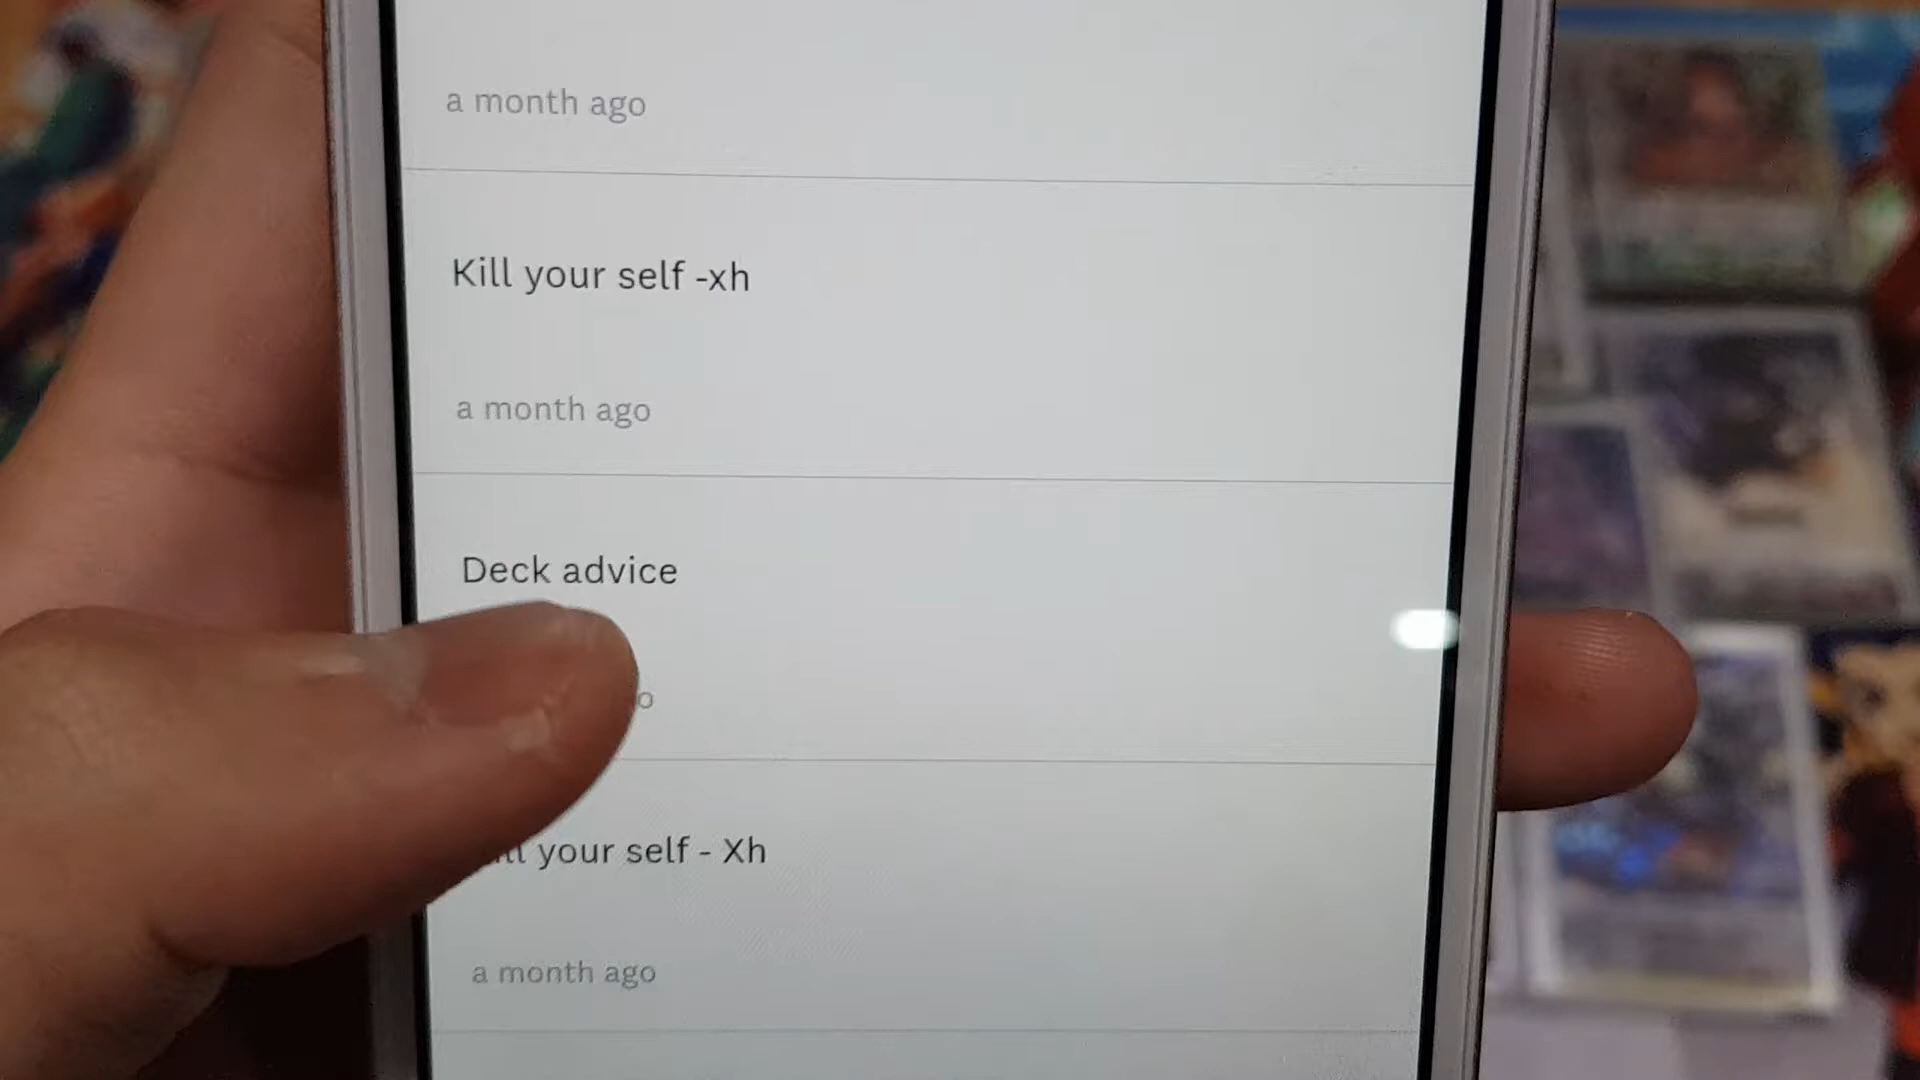 a month ago
Kill your self -xh
a month ago
Deck advice
o
your self - Xh
a month ago